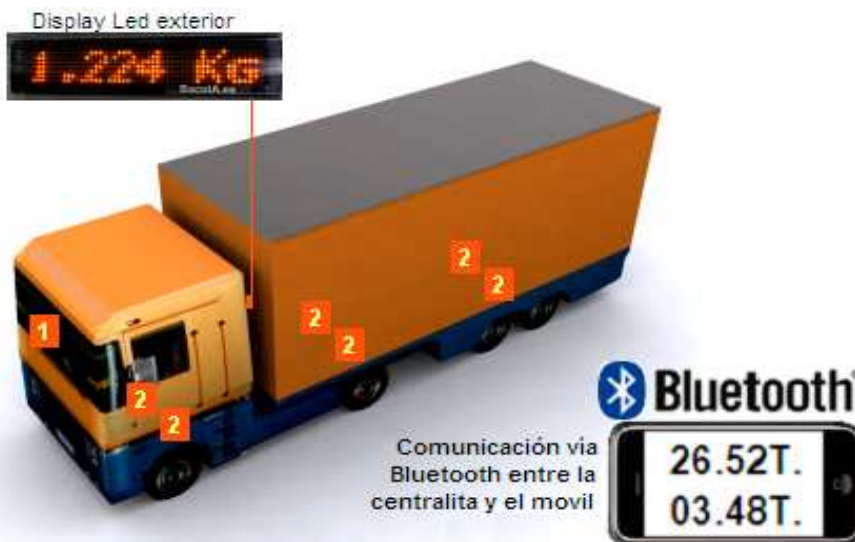 Display Led exterior
1.224 Kg
1
2
2
2
2
2
2
Bluetooth
Comunicación via
Bluetooth entre la
centralita y el movil
26.52T.
03.48T.